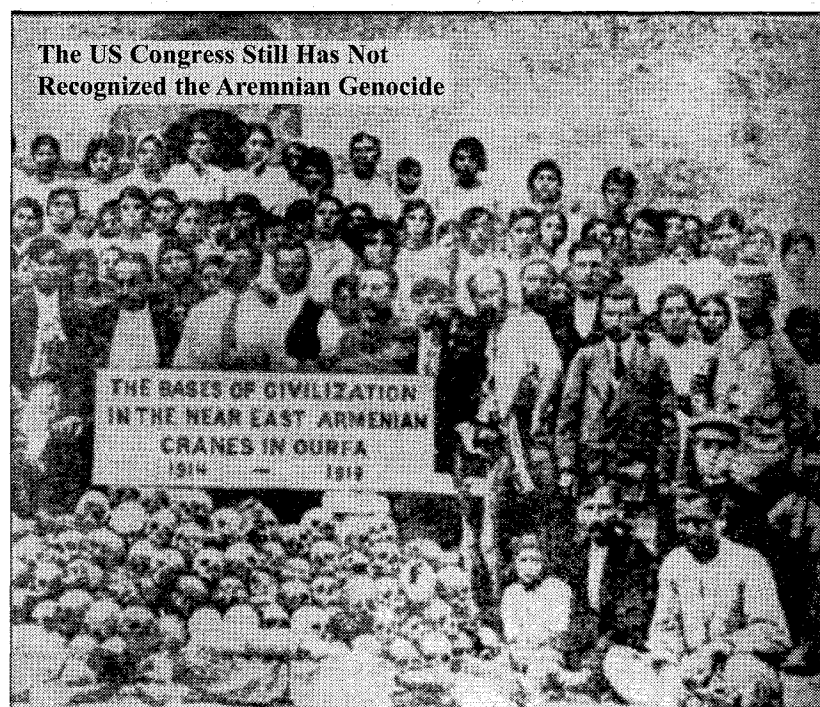 The US Congress Still Has Not
Recognized the Aremnian Genocide
THE BASES OF CIVILIZATION
IN THE NEAR EAST ARMENIAN
CRANES IN OURFA
1914 – 1919